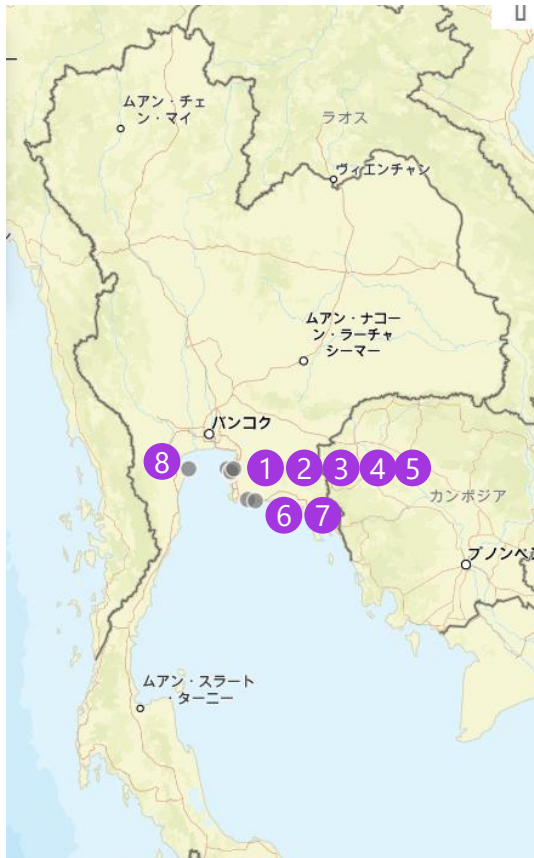 ムアン・チェ
ン・マイ
ラオス
ヴィエンチャン
ムアン・ナコー
ン・ラーチャ
シーマー
バンコク
8
1 2 3 4 5
カンボジア
6 7
プノンペ
ムアン・スラート
・ターニー